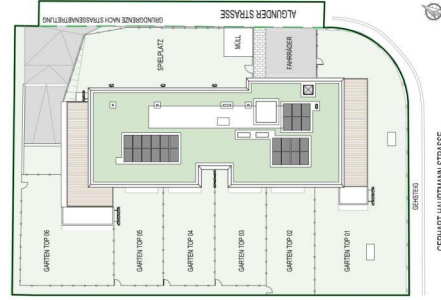 GRUNDGRENZE NACH STRASSENABTRETUNG
ALGUNDER STRASSE
SPIELPLATZ
MÜLL
FAHRRÄDER
GARTEN TOP 06
GARTEN TOP 05
GARTEN TOP 04
GARTEN TOP 03
GARTEN TOP 02
GARTEN TOP 01
GEHSTEIG
GERHART HAUPTMANN STRASSE